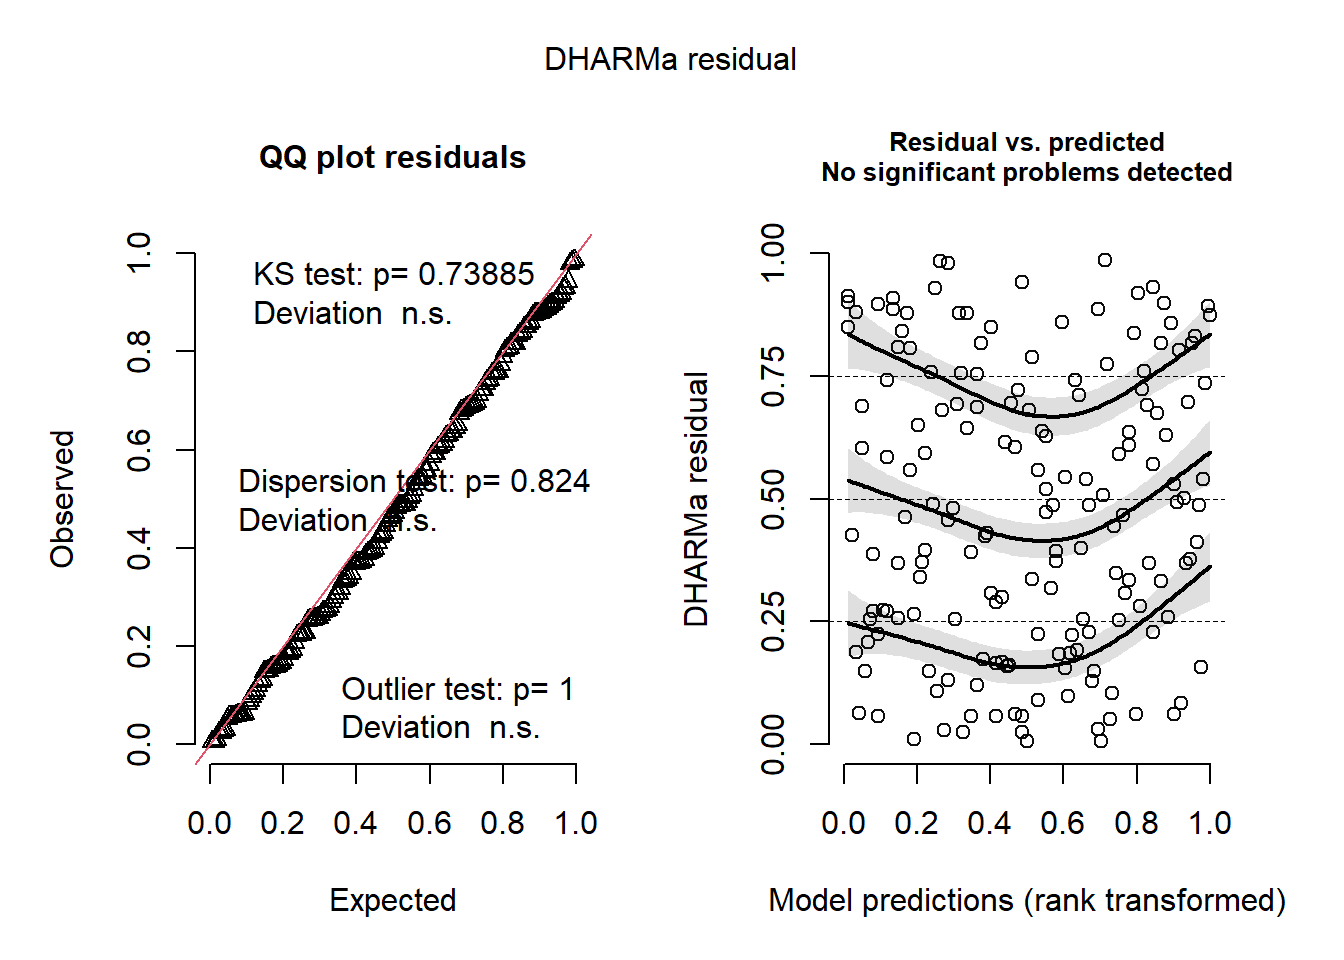 DHARMa residual
QQ plot residuals
KS test: p= 0.73885
Deviation  n.s.
Dispersion test: p= 0.824
Deviation  n.s.
Outlier test: p= 1
Deviation  n.s.
Observed
0.0 0.2 0.4 0.6 0.8 1.0
0.0 0.2 0.4 0.6 0.8 1.0
Expected
Residual vs. predicted
No significant problems detected
DHARMa residual
0.00 0.25 0.50 0.75 1.00
0.0 0.2 0.4 0.6 0.8 1.0
Model predictions (rank transformed)